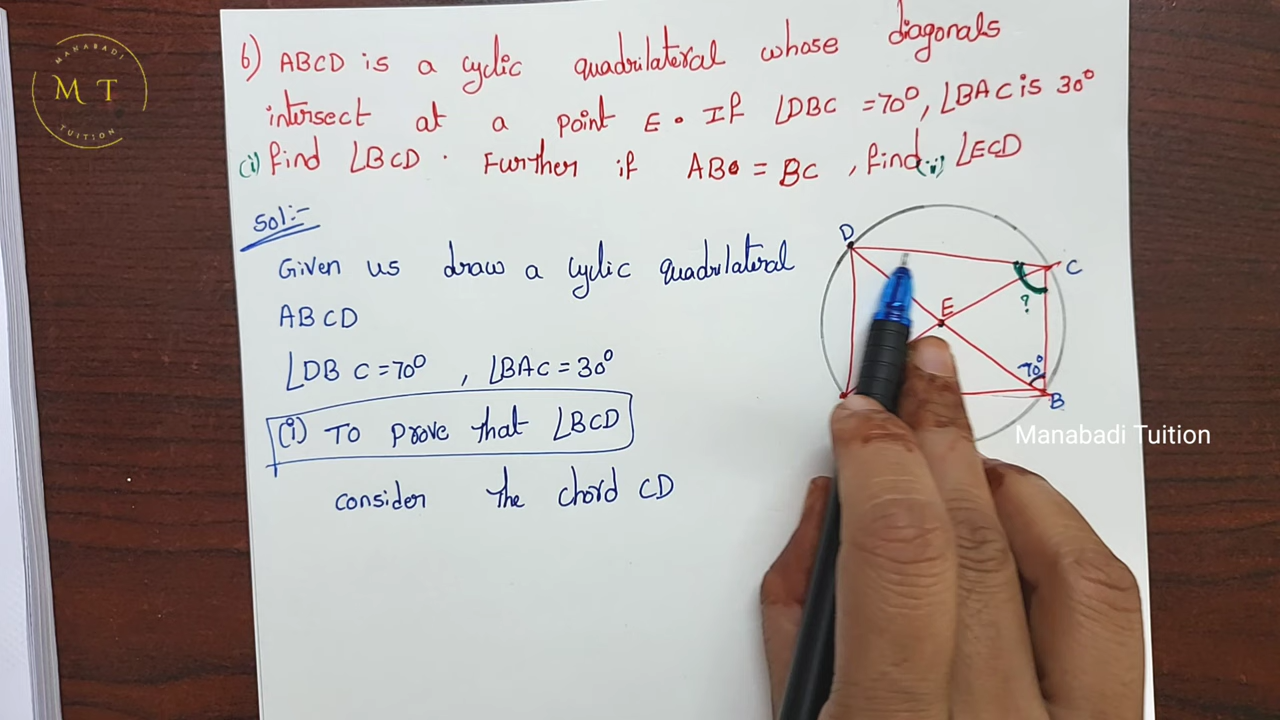 MANABADI
M T
TUITION
6) ABCD is a cyclic quadrilateral whose diagonals
intersect at a point E. If ∠DBC = 70°, ∠BAC is 30°
(i) find ∠BCD. Further if AB = BC, find (ii) ∠ECD
Sol:-
Given us draw a cyclic quadrilateral
ABCD
∠DBC = 70°, ∠BAC = 30°
(i) To prove that ∠BCD
consider the chord CD
D
C
?
E
70°
B
Manabadi Tuition